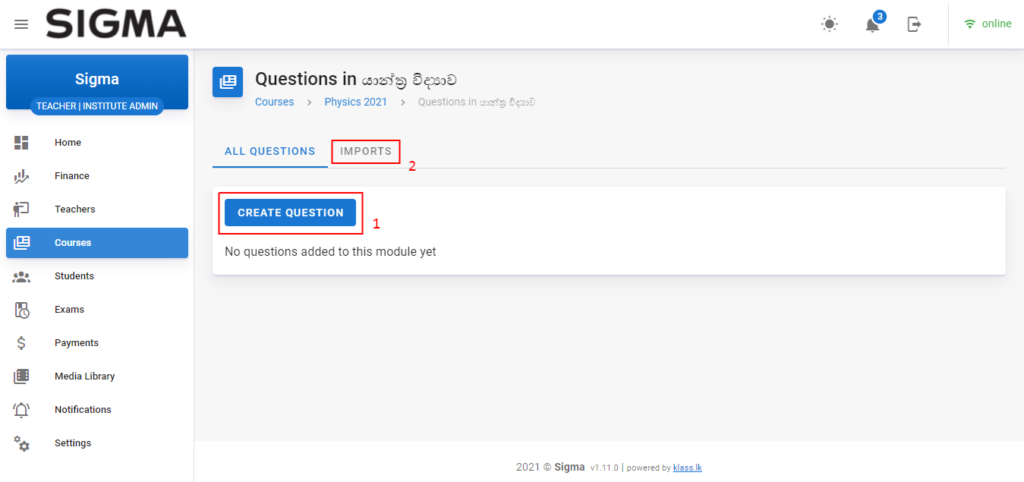 SIGMA
3
online
Sigma
TEACHER | INSTITUTE ADMIN
Home
Finance
Teachers
Courses
Students
Exams
Payments
Media Library
Notifications
Settings
Questions in යාන්ත්‍ර විද්‍යාව
Courses > Physics 2021 > Questions in යාන්ත්‍ර විද්‍යාව
ALL QUESTIONS IMPORTS
2
CREATE QUESTION 1
No questions added to this module yet
2021 © Sigma v1.11.0 | powered by klass.lk